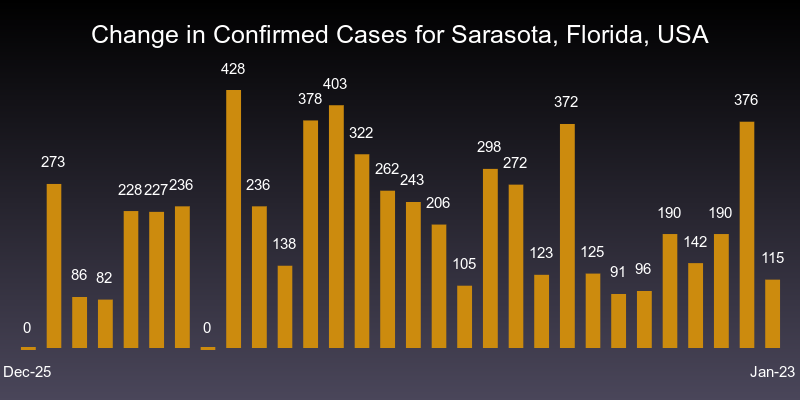 Change in Confirmed Cases for Sarasota, Florida, USA
0 273 86 82 228 227 236 0 428 236 138 378 403 322 262 243 206 105 298 272 123 372 125 91 96 190 142 190 376 115
Dec-25 Jan-23